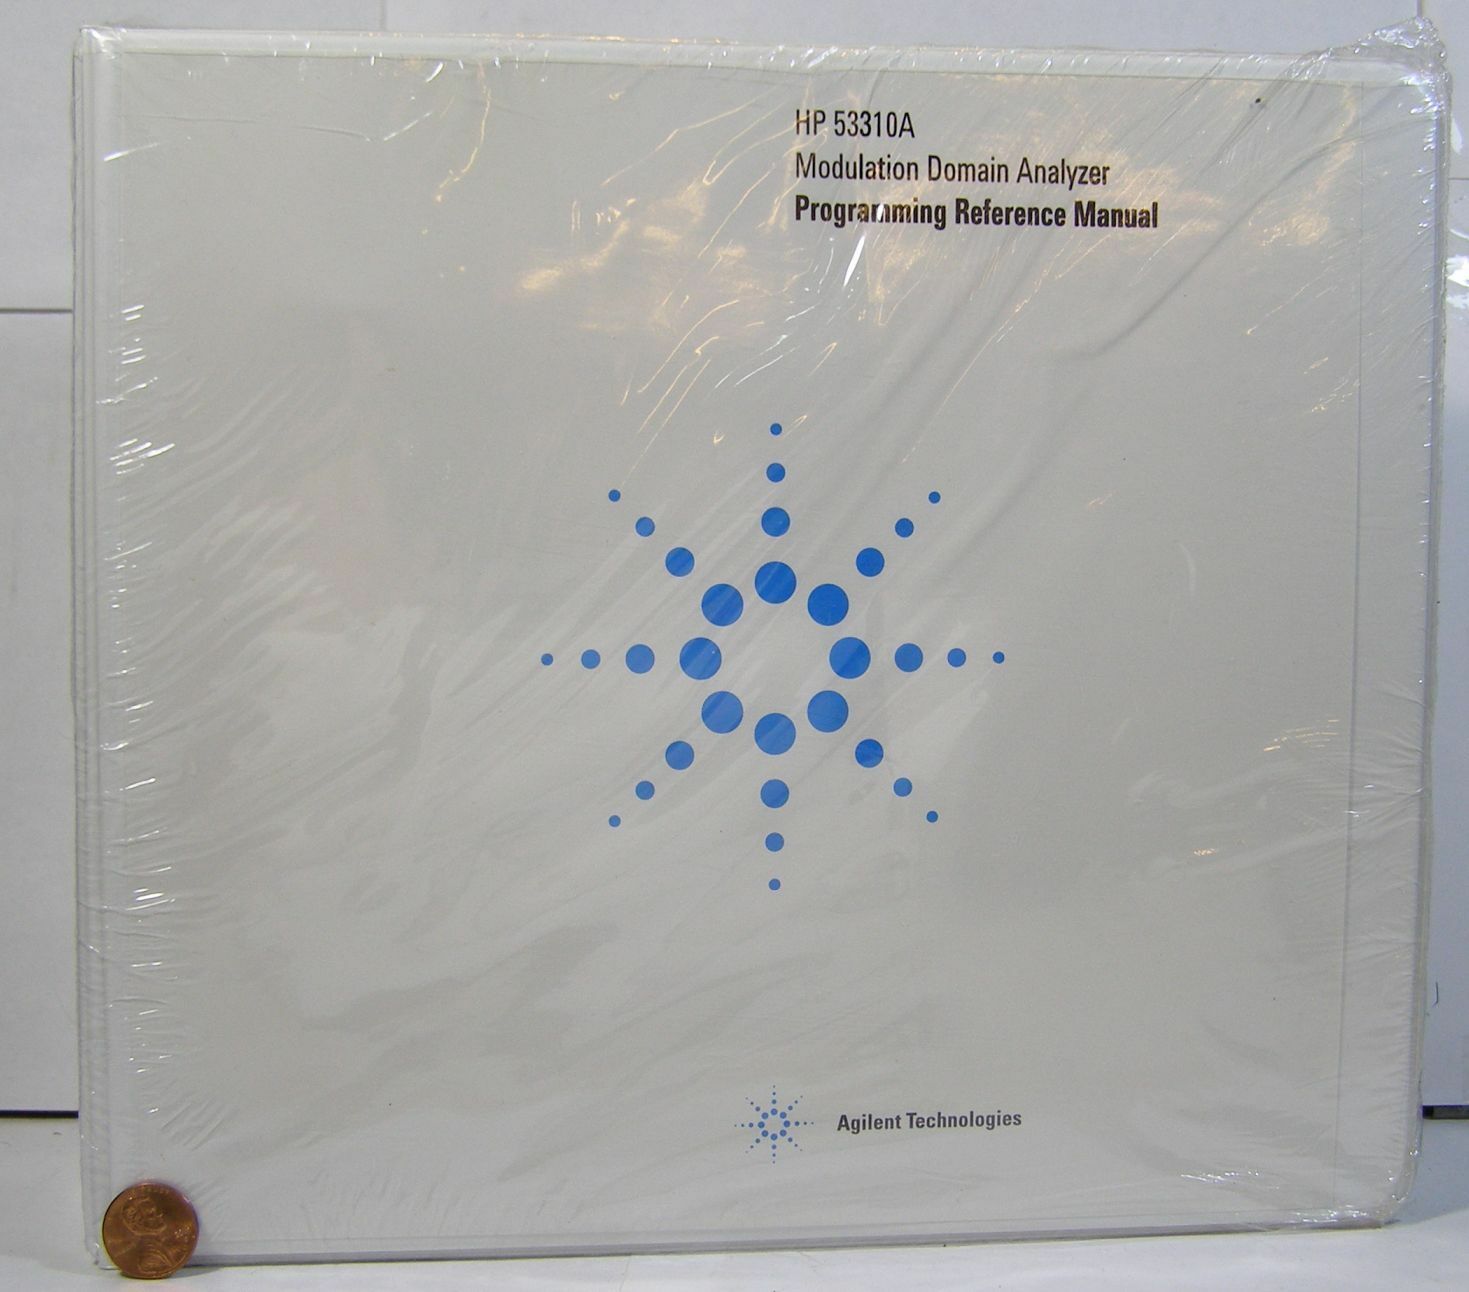 HP 53310A
Modulation Domain Analyzer
Programming Reference Manual
Agilent Technologies